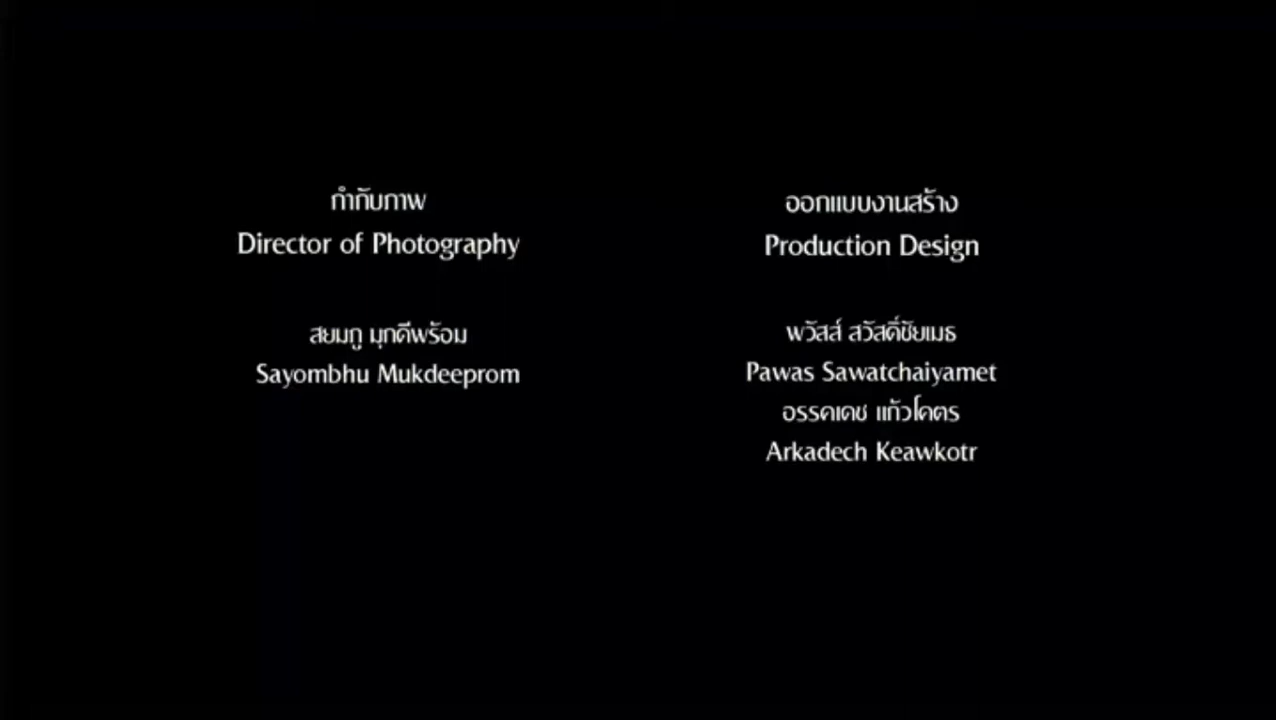 กำกับภาพ
Director of Photography
สยมภู มุกดีพร้อม
Sayombhu Mukdeeprom
ออกแบบงานสร้าง
Production Design
พวัสส์ สวัสดิ์ชัยเมธ
Pawas Sawatchaiyamet
อรรคเดช แก้วโคตร
Arkadech Keawkotr